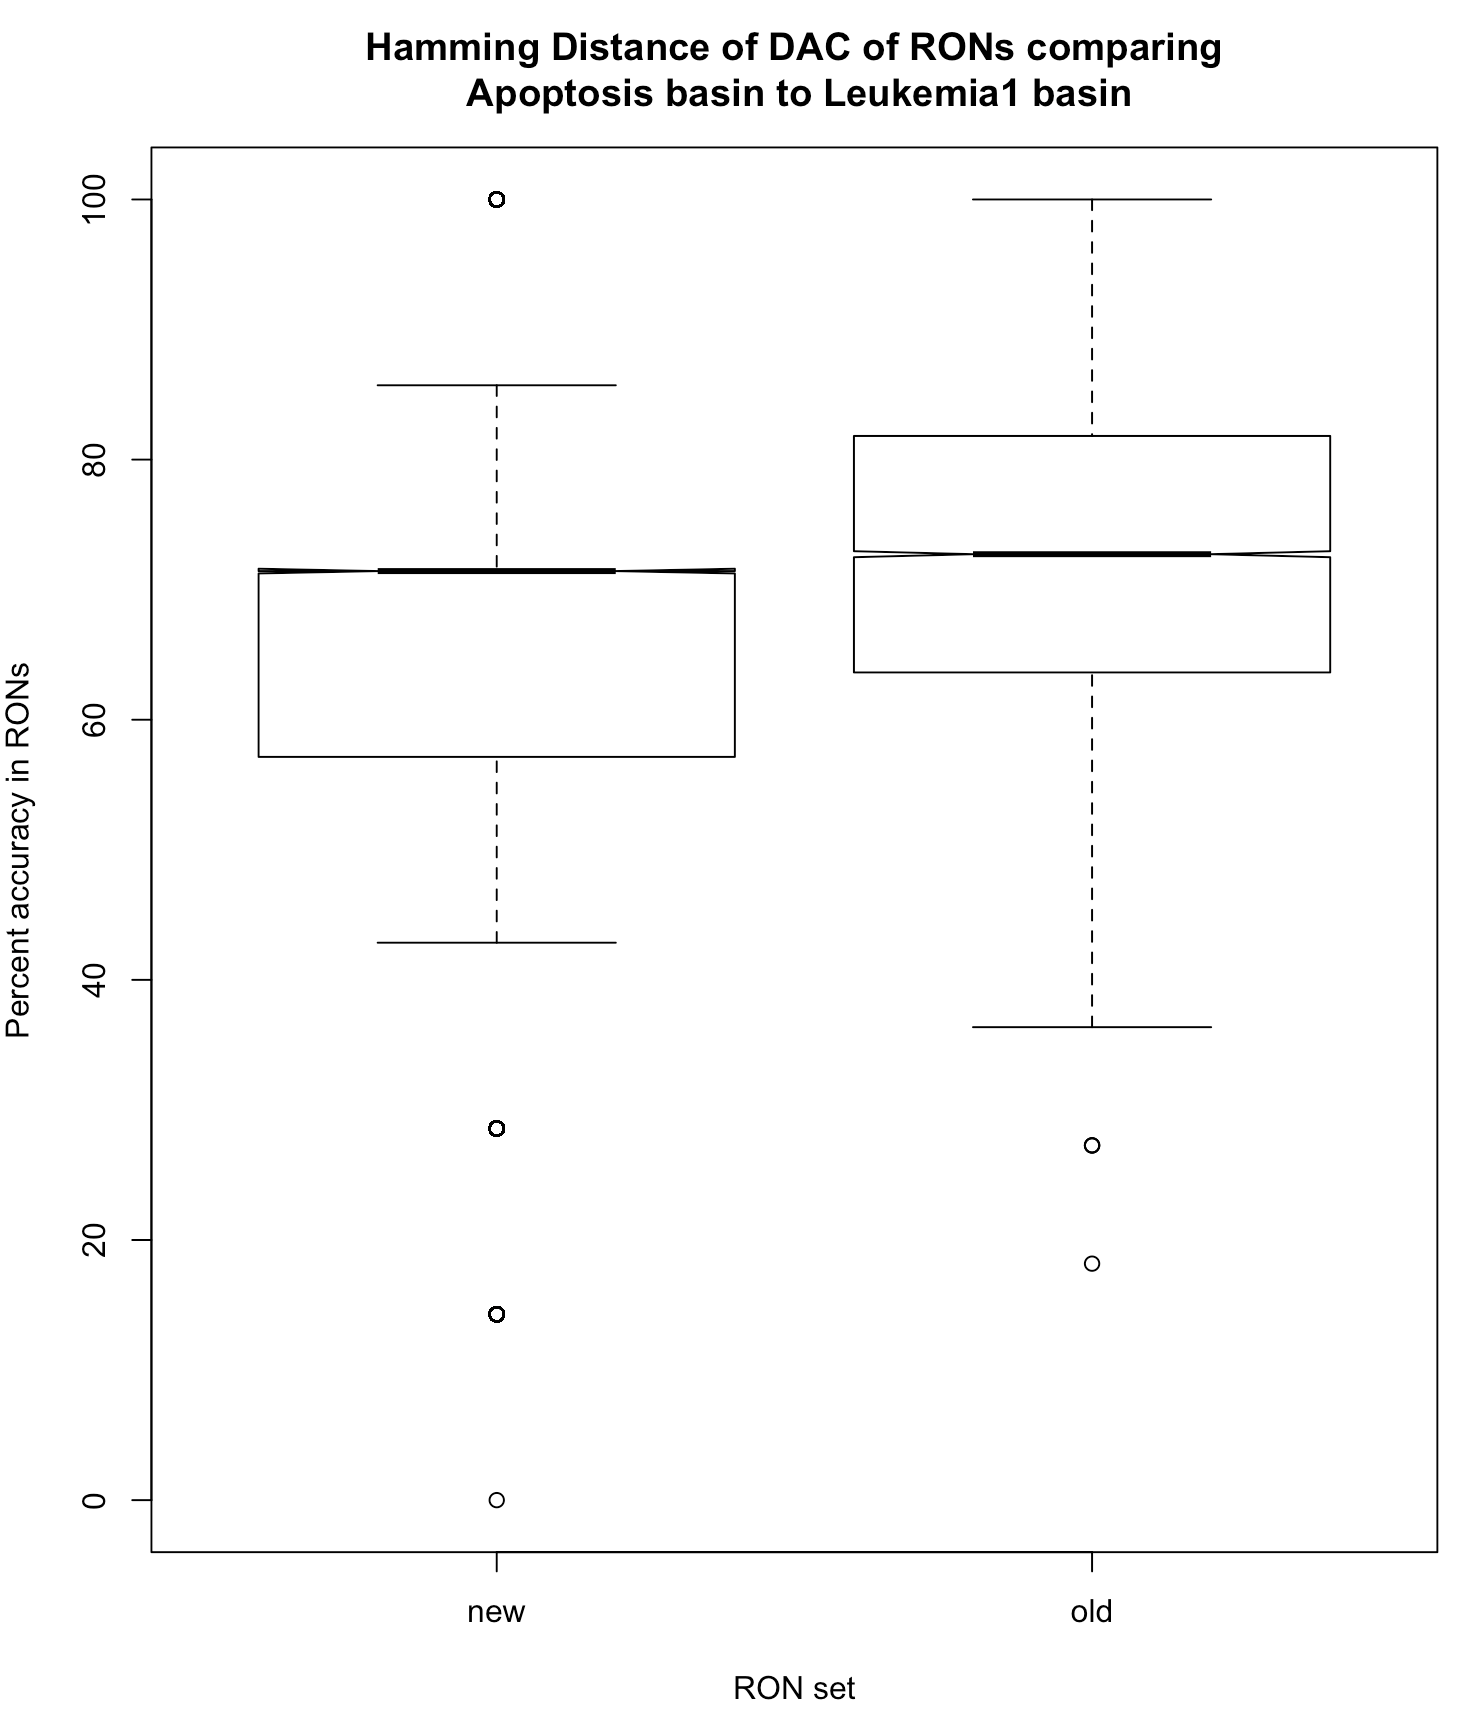 Hamming Distance of DAC of RONs comparing
Apoptosis basin to Leukemia1 basin
Percent accuracy in RONs
100
80
60
40
20
0
new
old
RON set